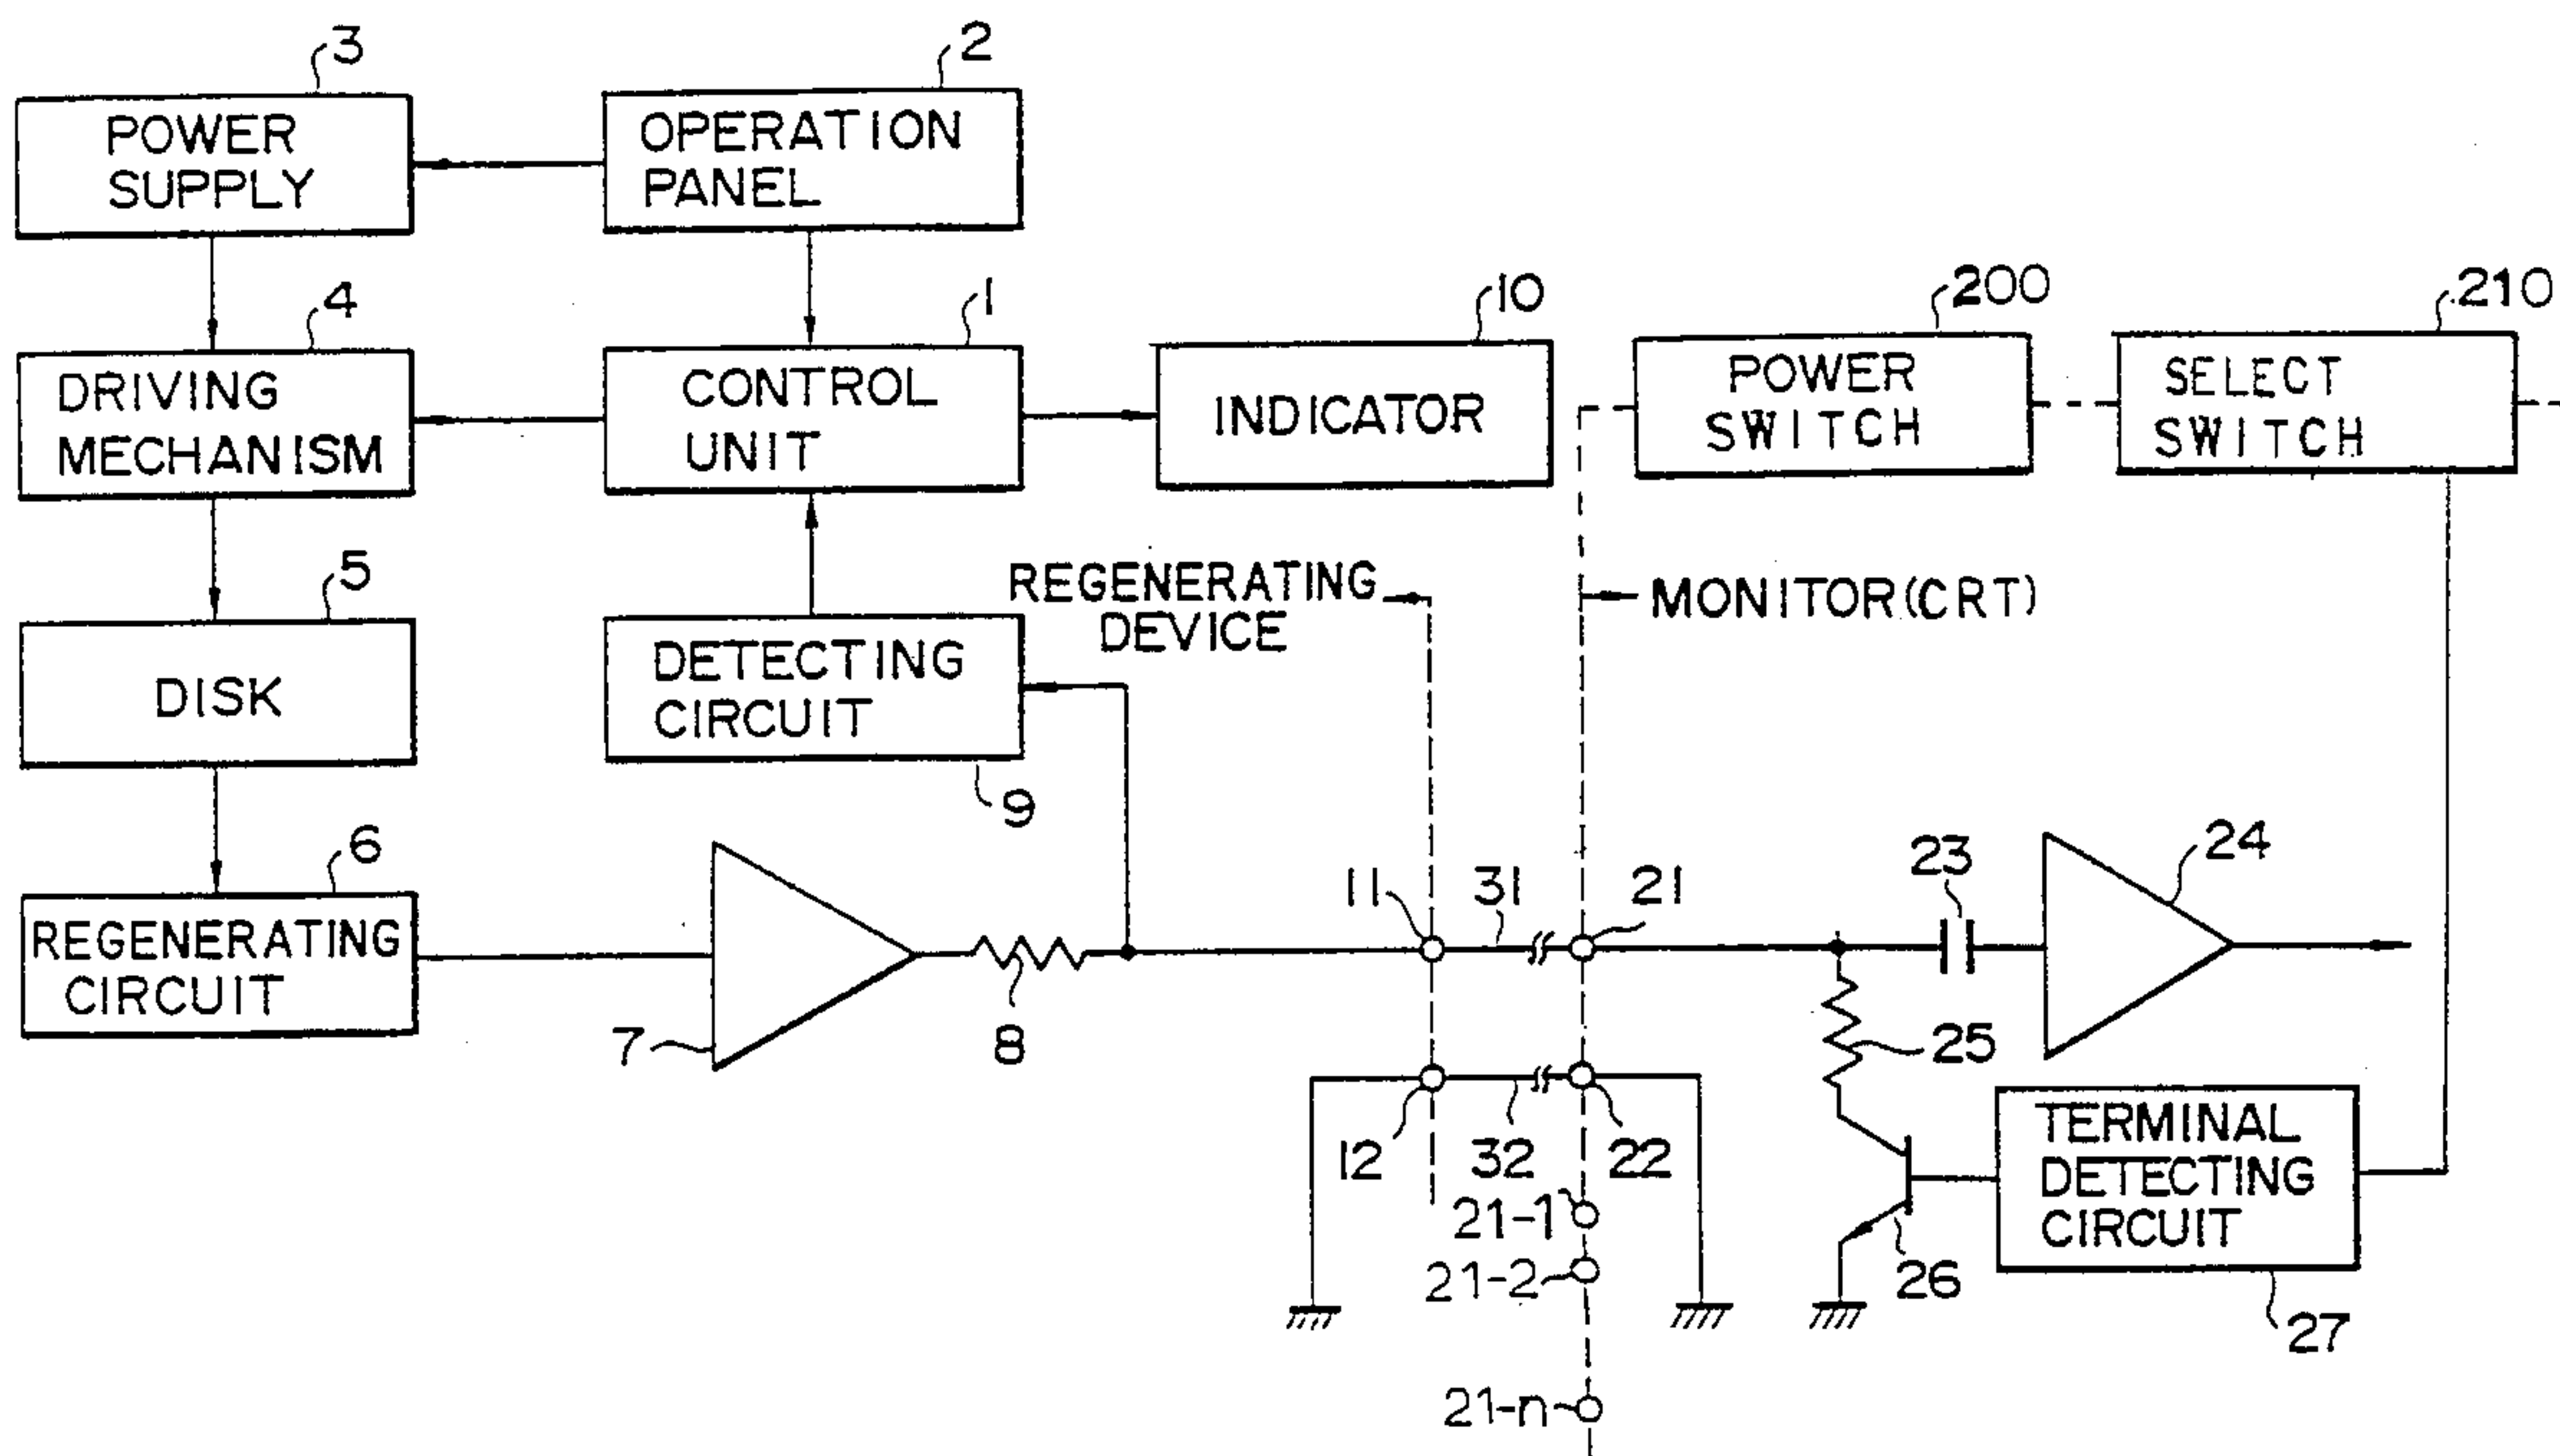 3
2
POWER
SUPPLY
OPERATION
PANEL
4
1
10
200
210
DRIVING
MECHANISM
CONTROL
UNIT
INDICATOR
POWER
SWITCH
SELECT
SWITCH
5
REGENERATING
DEVICE
MONITOR(CRT)
DISK
DETECTING
CIRCUIT
9
6
11
31
21
23
24
REGENERATING
CIRCUIT
7
8
25
12
32
22
TERMINAL
DETECTING
CIRCUIT
21-1
21-2
26
27
21-n